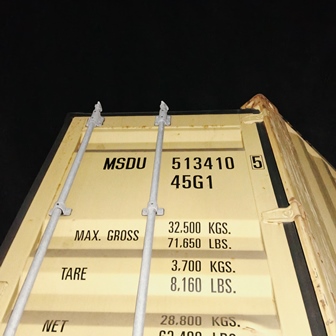 MSDU 513410 5
45G1
MAX. GROSS 32.500 KGS.
71.650 LBS.
TARE 3.700 KGS.
8,160 LBS.
NET 28.800 KGS.
LBS.